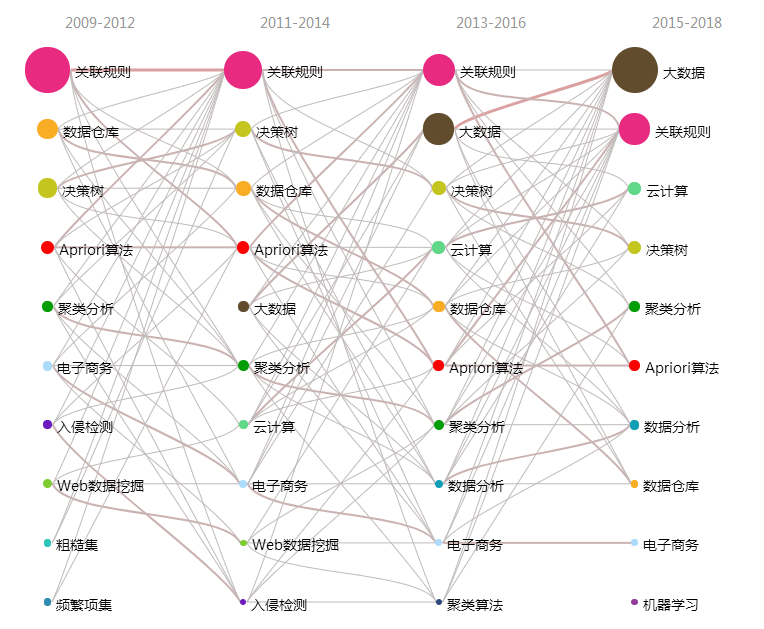 2009-2012 2011-2014 2013-2016 2015-2018
关联规则 关联规则 关联规则 大数据
数据仓库 决策树 大数据 关联规则
决策树 数据仓库 决策树 云计算
Apriori算法 Apriori算法 云计算 决策树
聚类分析 大数据 数据仓库 聚类分析
电子商务 聚类分析 Apriori算法 Apriori算法
入侵检测 云计算 聚类分析 数据分析
Web数据挖掘 电子商务 数据分析 数据仓库
粗糙集 Web数据挖掘 电子商务 电子商务
频繁项集 入侵检测 聚类算法 机器学习